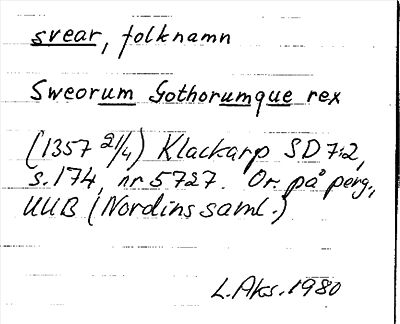 svear, folknamn
Sweorum Gothorumque rex
(1357 21/4) Klackarp SD 7:2,
s. 174, nr 5727. Or. på perg.,
UUB (Nordins saml.)
L. Aks. 1980